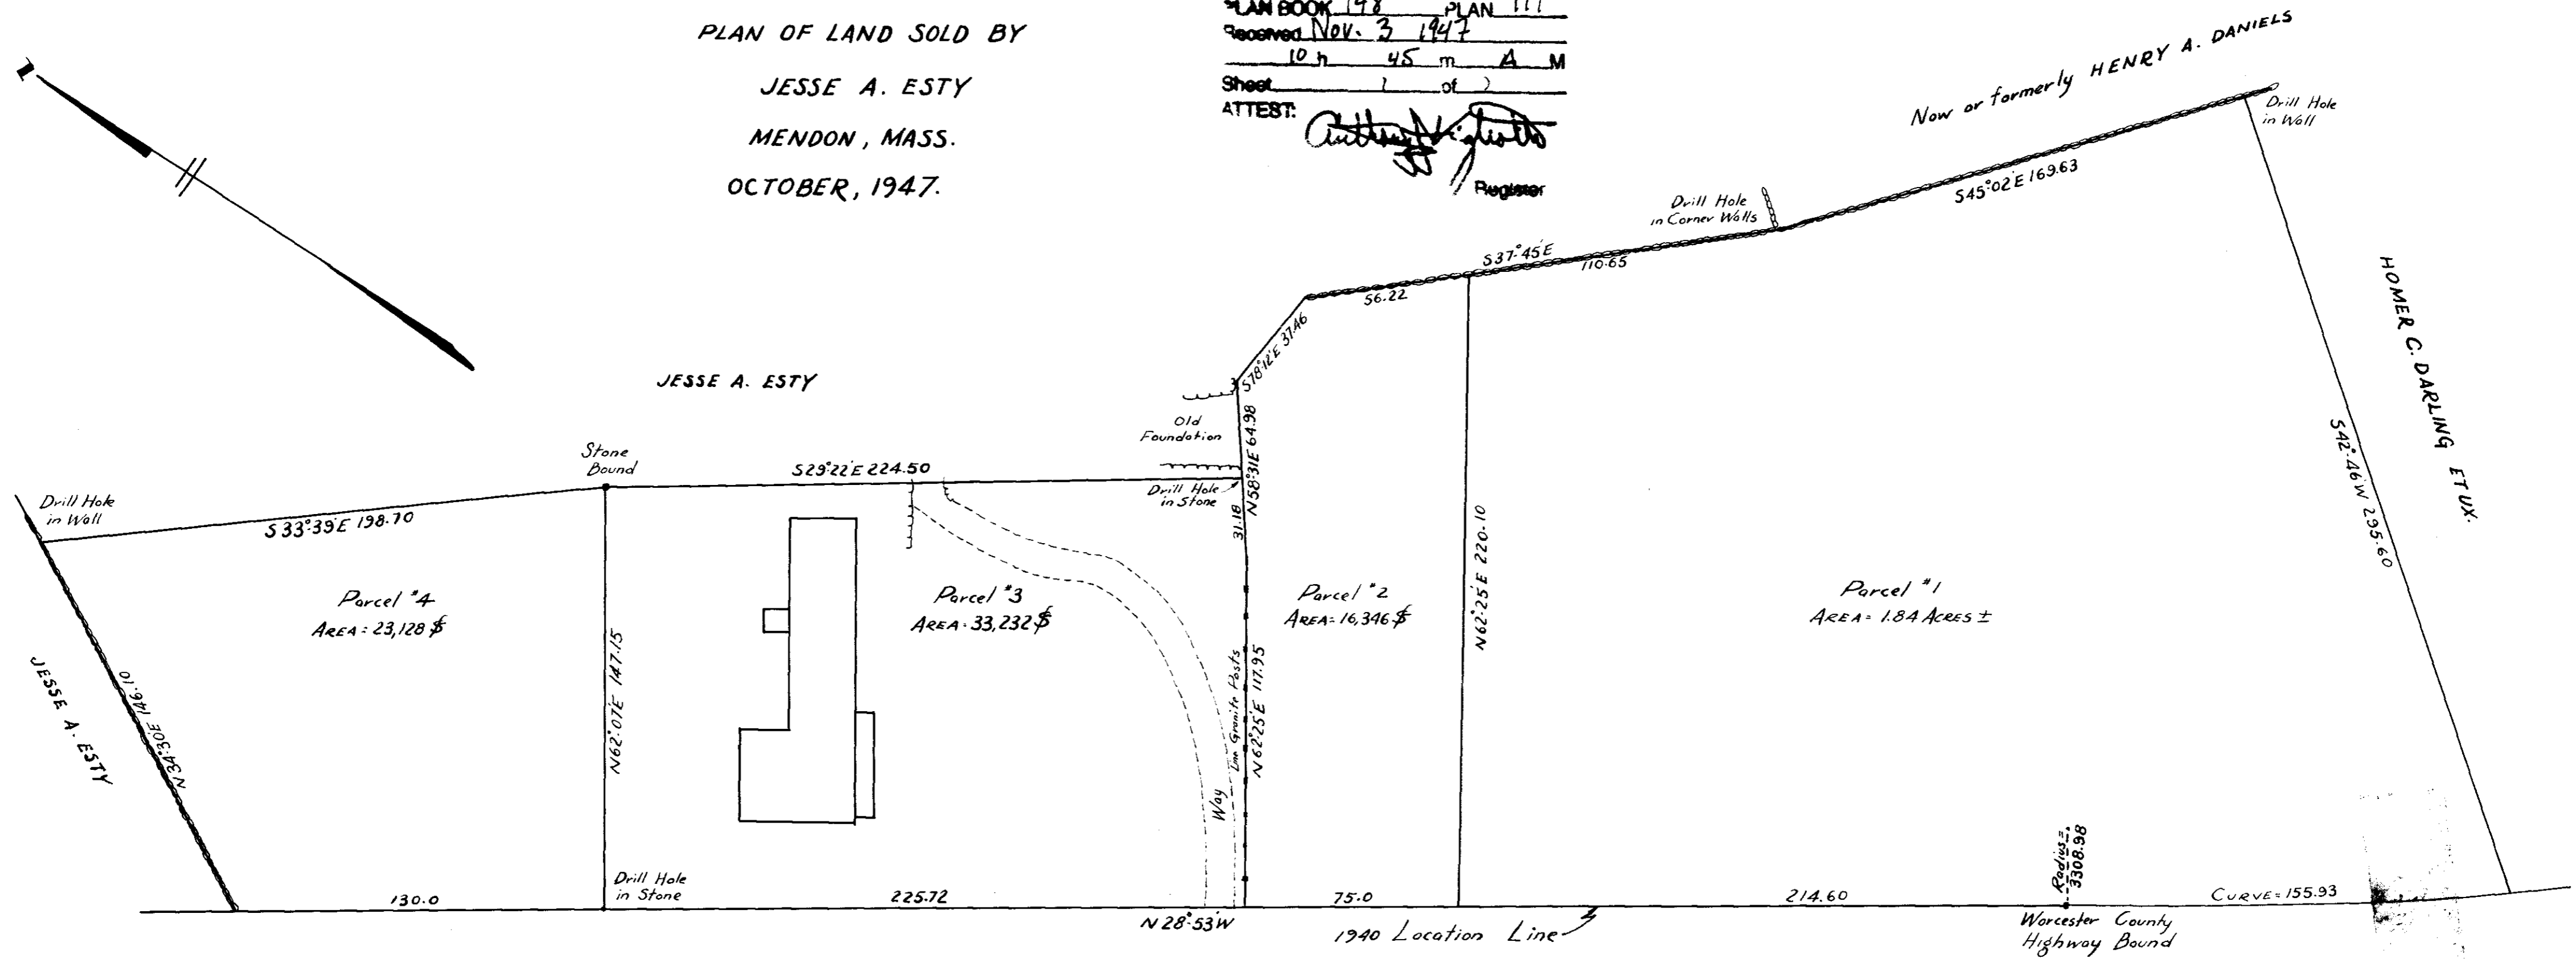 PLAN OF LAND SOLD BY
JESSE A. ESTY
MENDON, MASS.
OCTOBER, 1947.
PLAN BOOK 148 PLAN 111
Received Nov. 3 1947
10 h 45 m A M
Sheet 1 of
ATTEST:
Register
Now or formerly HENRY A. DANIELS
Drill Hole
in Wall
S45°02'E 169.63
Drill Hole
in Corner Walls
S37°45'E
110.65
56.22
S78°12'E 37.46
HOMER C. DARLING ET UX.
S42°46'W 295.60
JESSE A. ESTY
Old
Foundation
N58°31'E 64.98
Stone
Bound
S29°22'E 224.50
Drill Hole
in Stone
31.18
Drill Hole
in Wall
S33°39'E 198.70
N62°25'E 220.10
Parcel #4
AREA=23,128 $
Parcel #3
AREA=33,232 $
Parcel #2
AREA=16,346 $
Parcel #1
AREA=1.84 ACRES ±
JESSE A. ESTY
N34°30'E 146.10
N62°07'E 147.15
Way
Line Granite Posts
N62°25'E 117.95
Radius=
3308.98
Drill Hole
in Stone
130.0
225.72
75.0
214.60
CURVE=155.93
N28°53'W
1940 Location Line
Worcester County
Highway Bound